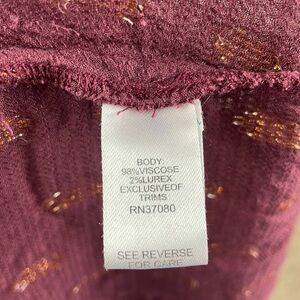 BODY:
98%VISCOSE
2%LUREX
EXCLUSIVEOF
TRIMS
RN37080
SEE REVERSE
FOR CARE